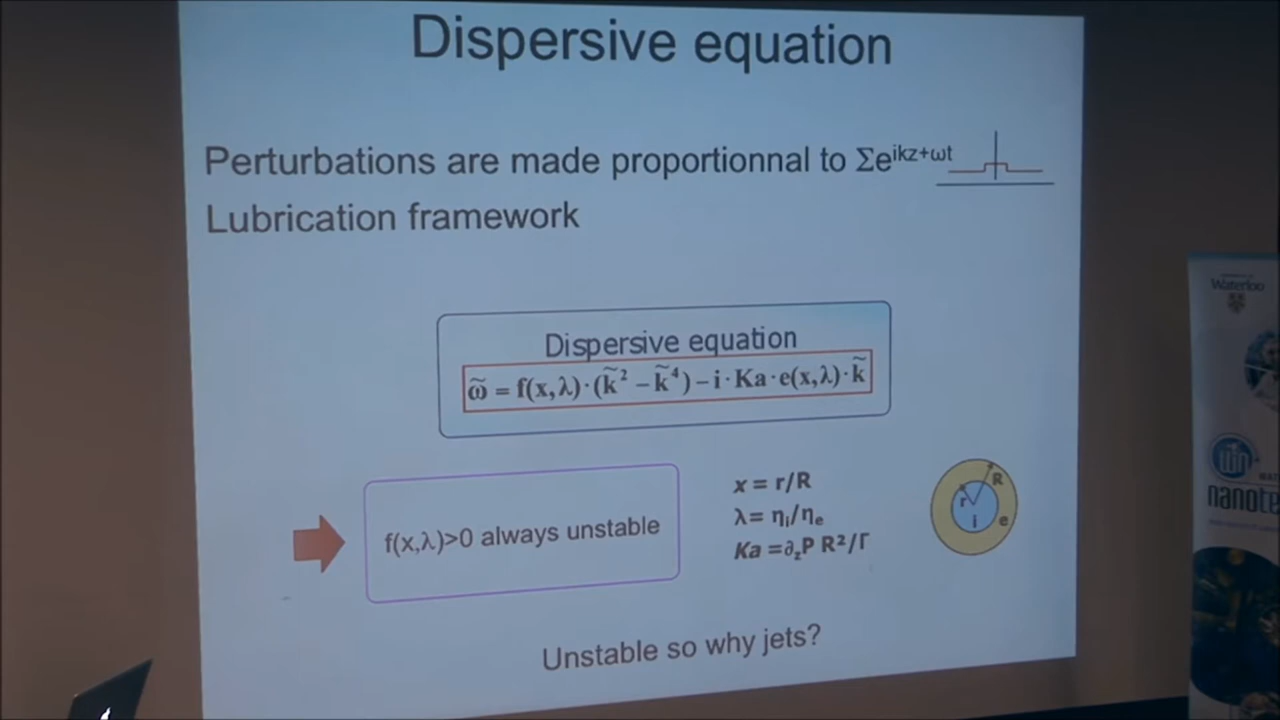 Dispersive equation
Perturbations are made proportionnal to Σe^{ikz+ωt}
Lubrication framework
Dispersive equation
ω̃ = f(x,λ)·(k̃² − k̃⁴) − i·Ka·e(x,λ)·k̃
f(x,λ)>0 always unstable
x = r/R
λ= ηᵢ/ηₑ
Ka =∂zP R²/Γ
R
r
i
e
Unstable so why jets?
Waterloo
WIN
nanote